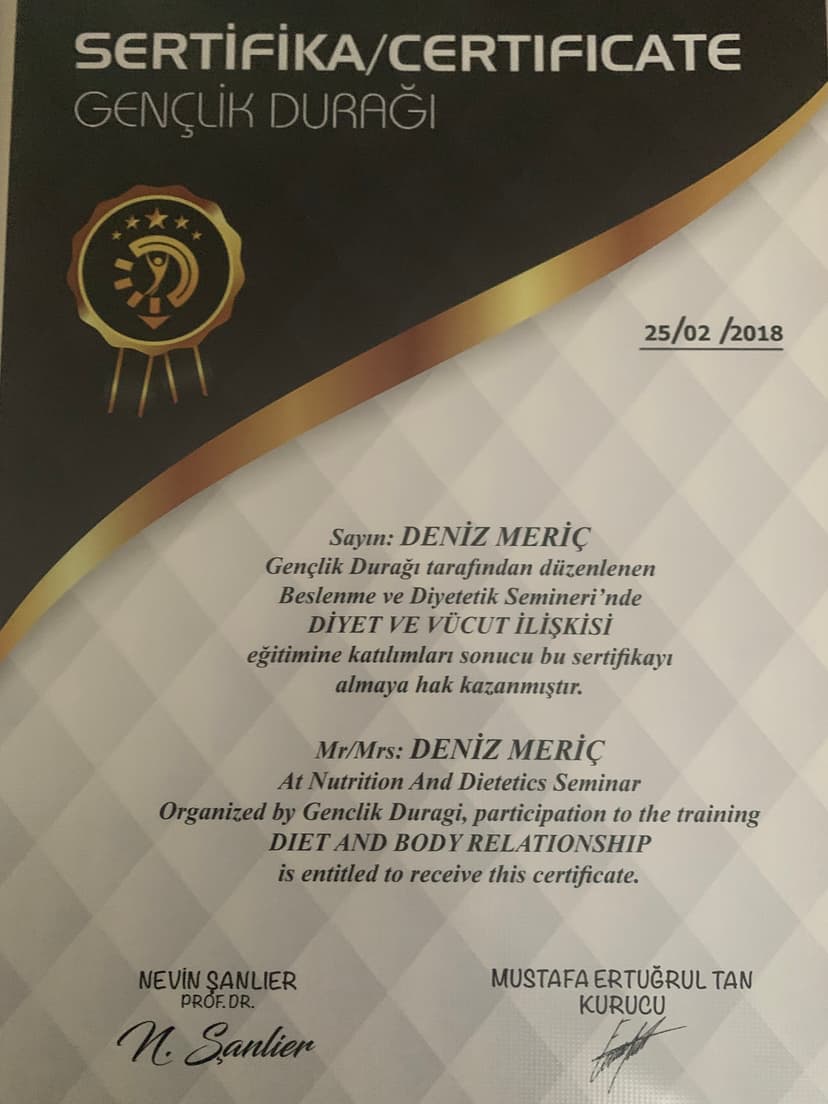 SERTİFİKA/CERTIFICATE
GENÇLİK DURAĞI
25/02 /2018
Sayın: DENİZ MERİÇ
Gençlik Durağı tarafından düzenlenen
Beslenme ve Diyetetik Semineri'nde
DİYET VE VÜCUT İLİŞKİSİ
eğitimine katılımları sonucu bu sertifikayı
almaya hak kazanmıştır.
Mr/Mrs: DENİZ MERİÇ
At Nutrition And Dietetics Seminar
Organized by Genclik Duragi, participation to the training
DIET AND BODY RELATIONSHIP
is entitled to receive this certificate.
NEVİN ŞANLIER
PROF. DR.
N. Şanlıer
MUSTAFA ERTUĞRUL TAN
KURUCU